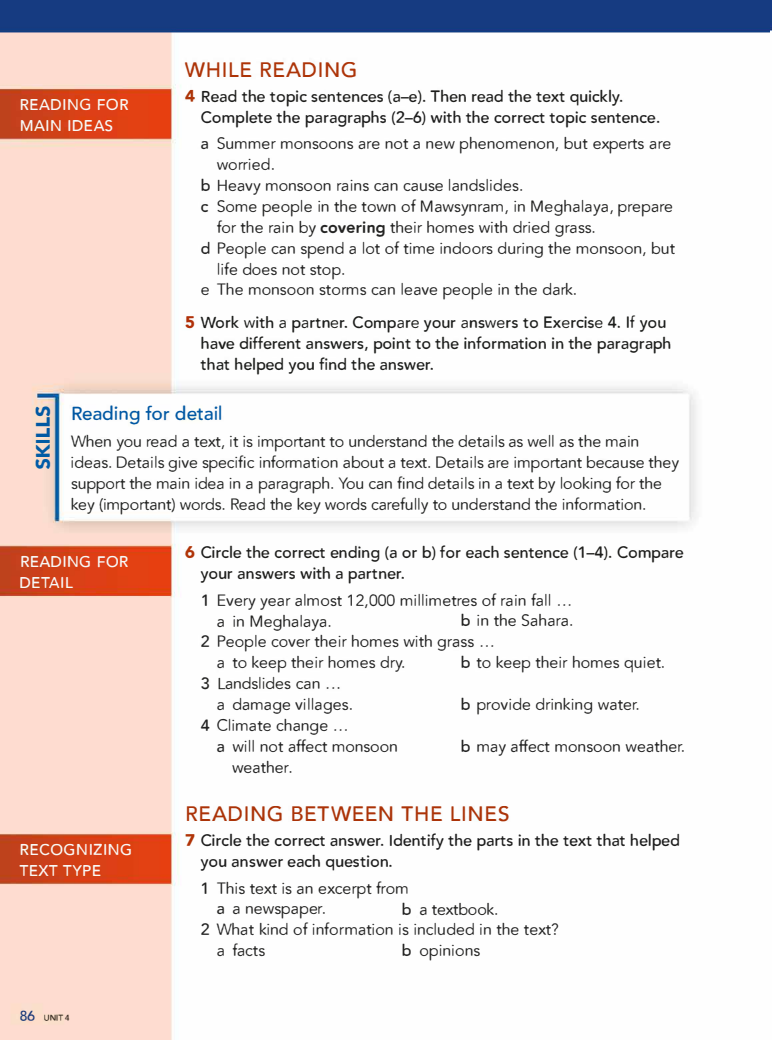 WHILE READING
READING FOR
MAIN IDEAS
4 Read the topic sentences (a–e). Then read the text quickly.
Complete the paragraphs (2–6) with the correct topic sentence.
a Summer monsoons are not a new phenomenon, but experts are
worried.
b Heavy monsoon rains can cause landslides.
c Some people in the town of Mawsynram, in Meghalaya, prepare
for the rain by covering their homes with dried grass.
d People can spend a lot of time indoors during the monsoon, but
life does not stop.
e The monsoon storms can leave people in the dark.
5 Work with a partner. Compare your answers to Exercise 4. If you
have different answers, point to the information in the paragraph
that helped you find the answer.
SKILLS
Reading for detail
When you read a text, it is important to understand the details as well as the main
ideas. Details give specific information about a text. Details are important because they
support the main idea in a paragraph. You can find details in a text by looking for the
key (important) words. Read the key words carefully to understand the information.
READING FOR
DETAIL
6 Circle the correct ending (a or b) for each sentence (1–4). Compare
your answers with a partner.
1 Every year almost 12,000 millimetres of rain fall …
a in Meghalaya. b in the Sahara.
2 People cover their homes with grass …
a to keep their homes dry. b to keep their homes quiet.
3 Landslides can …
a damage villages. b provide drinking water.
4 Climate change …
a will not affect monsoon b may affect monsoon weather.
weather.
READING BETWEEN THE LINES
RECOGNIZING
TEXT TYPE
7 Circle the correct answer. Identify the parts in the text that helped
you answer each question.
1 This text is an excerpt from
a a newspaper. b a textbook.
2 What kind of information is included in the text?
a facts b opinions
86 UNIT 4